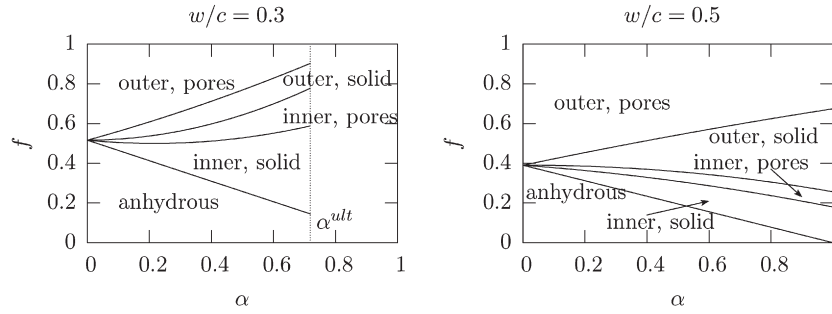 w/c = 0.3
1
0.8
0.6
0.4
0.2
0
f
outer, pores
outer, solid
inner, pores
inner, solid
anhydrous
α^{ult}
0 0.2 0.4 0.6 0.8 1
α
w/c = 0.5
1
0.8
0.6
0.4
0.2
0
f
outer, pores
outer, solid
inner, pores
anhydrous
inner, solid
0 0.2 0.4 0.6 0.8
α